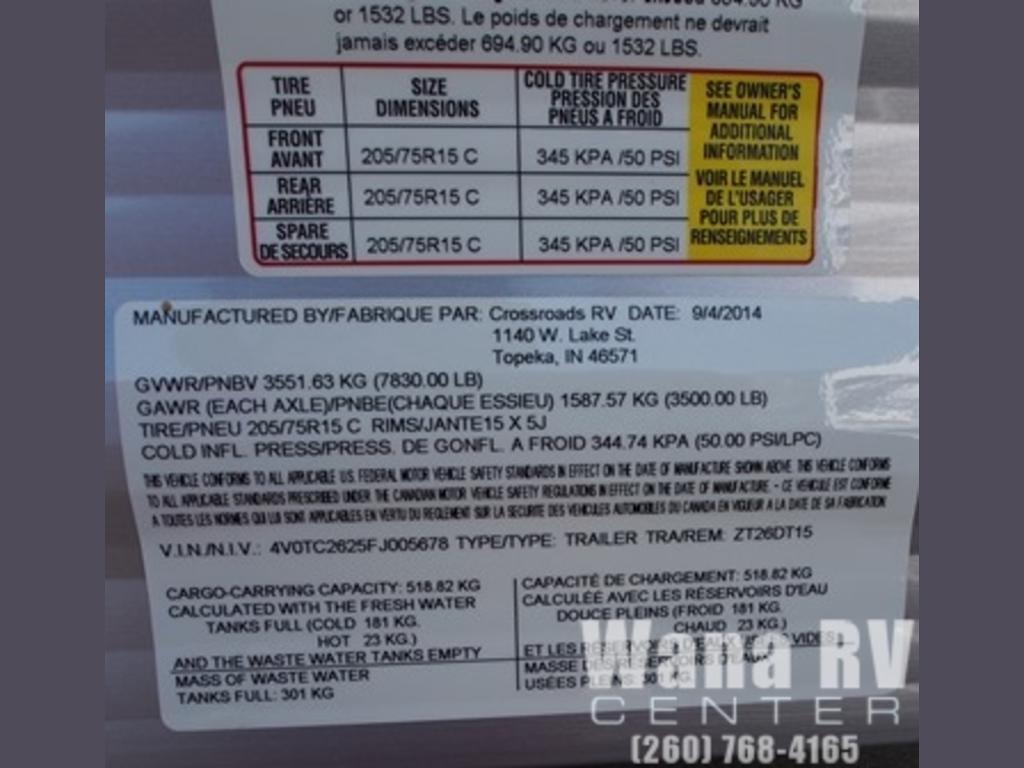 or 1532 LBS. Le poids de chargement ne devrait
jamais excéder 694.90 KG ou 1532 LBS.
TIRE PNEU SIZE DIMENSIONS COLD TIRE PRESSURE PRESSION DES PNEUS A FROID
FRONT AVANT 205/75R15 C 345 KPA /50 PSI
REAR ARRIÈRE 205/75R15 C 345 KPA /50 PSI
SPARE DE SECOURS 205/75R15 C 345 KPA /50 PSI
SEE OWNER'S
MANUAL FOR
ADDITIONAL
INFORMATION
VOIR LE MANUEL
DE L'USAGER
POUR PLUS DE
RENSEIGNEMENTS
MANUFACTURED BY/FABRIQUE PAR: Crossroads RV DATE: 9/4/2014
1140 W. Lake St.
Topeka, IN 46571
GVWR/PNBV 3551.63 KG (7830.00 LB)
GAWR (EACH AXLE)/PNBE(CHAQUE ESSIEU) 1587.57 KG (3500.00 LB)
TIRE/PNEU 205/75R15 C RIMS/JANTE15 X 5J
COLD INFL. PRESS/PRESS. DE GONFL. A FROID 344.74 KPA (50.00 PSI/LPC)
THIS VEHICLE CONFORMS TO ALL APPLICABLE U.S. FEDERAL MOTOR VEHICLE SAFETY STANDARDS IN EFFECT ON THE DATE OF MANUFACTURE SHOWN ABOVE. THIS VEHICLE CONFORMS
TO ALL APPLICABLE STANDARDS PRESCRIBED UNDER THE CANADIAN MOTOR VEHICLE SAFETY REGULATIONS IN EFFECT ON THE DATE OF MANUFACTURE. - CE VEHICULE EST CONFORME
A TOUTES LES NORMES QUI LUI SONT APPLICABLES EN VERTU DU REGLEMENT SUR LA SECURITE DES VEHICULES AUTOMOBILES DU CANADA EN VIGUEUR A LA DATE DE SA FABRICATION
V.I.N./N.I.V.: 4V0TC2625FJ005678 TYPE/TYPE: TRAILER TRA/REM: ZT26DT15
CARGO-CARRYING CAPACITY: 518.82 KG
CALCULATED WITH THE FRESH WATER
TANKS FULL (COLD 181 KG.
HOT 23 KG.)
AND THE WASTE WATER TANKS EMPTY
MASS OF WASTE WATER
TANKS FULL: 301 KG
CAPACITÉ DE CHARGEMENT: 518.82 KG
CALCULÉE AVEC LES RÉSERVOIRS D'EAU
DOUCE PLEINS (FROID 181 KG.
CHAUD 23 KG.)
ET LES RÉSERVOIRS D'EAUX USÉES VIDES
MASSE DES RÉSERVOIRS D'EAUX
USÉES PLEINS: 301 KG.
Wana RV
CENTER
(260) 768-4165